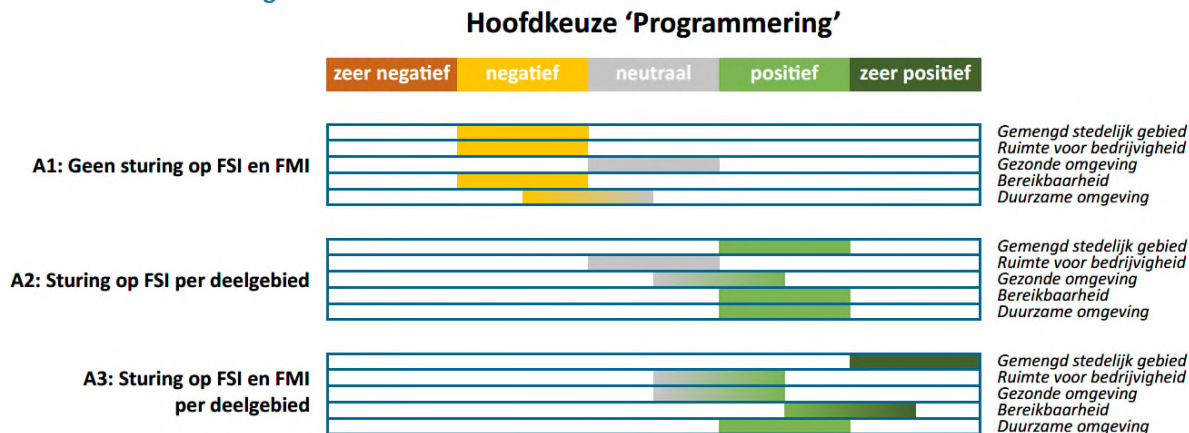 Hoofdkeuze ‘Programmering’
zeer negatief negatief neutraal positief zeer positief
A1: Geen sturing op FSI en FMI
Gemengd stedelijk gebied
Ruimte voor bedrijvigheid
Gezonde omgeving
Bereikbaarheid
Duurzame omgeving
A2: Sturing op FSI per deelgebied
Gemengd stedelijk gebied
Ruimte voor bedrijvigheid
Gezonde omgeving
Bereikbaarheid
Duurzame omgeving
A3: Sturing op FSI en FMI
per deelgebied
Gemengd stedelijk gebied
Ruimte voor bedrijvigheid
Gezonde omgeving
Bereikbaarheid
Duurzame omgeving